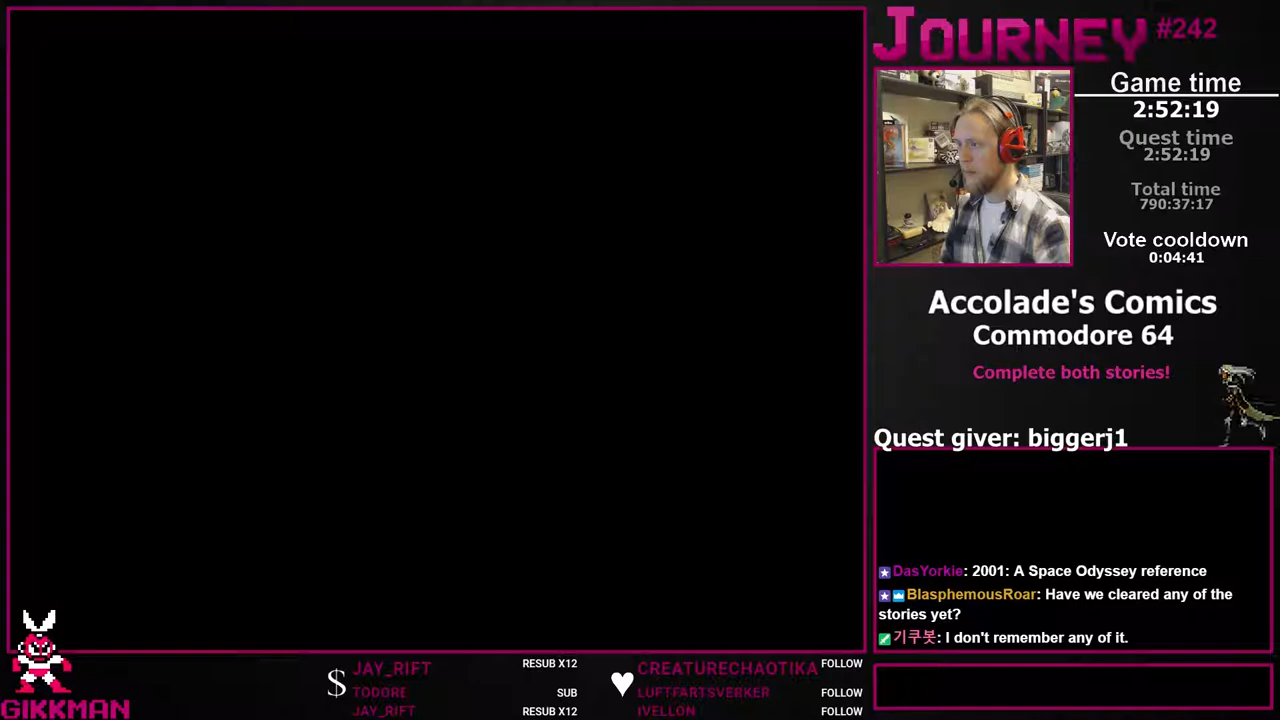 JOURNEY #242
Game time
2:52:19
Quest time
2:52:19
Total time
790:37:17
Vote cooldown
0:04:41
Accolade's Comics
Commodore 64
Complete both stories!
Quest giver: biggerj1
DasYorkie: 2001: A Space Odyssey reference
BlasphemousRoar: Have we cleared any of the
stories yet?
기쿠봇: I don't remember any of it.
GIKKMAN
$ JAY_RIFT RESUB X12
TODORE SUB
JAY_RIFT RESUB X12
CREATURECHAOTIKA FOLLOW
LUFTFARTSVERKER FOLLOW
IVELLON FOLLOW